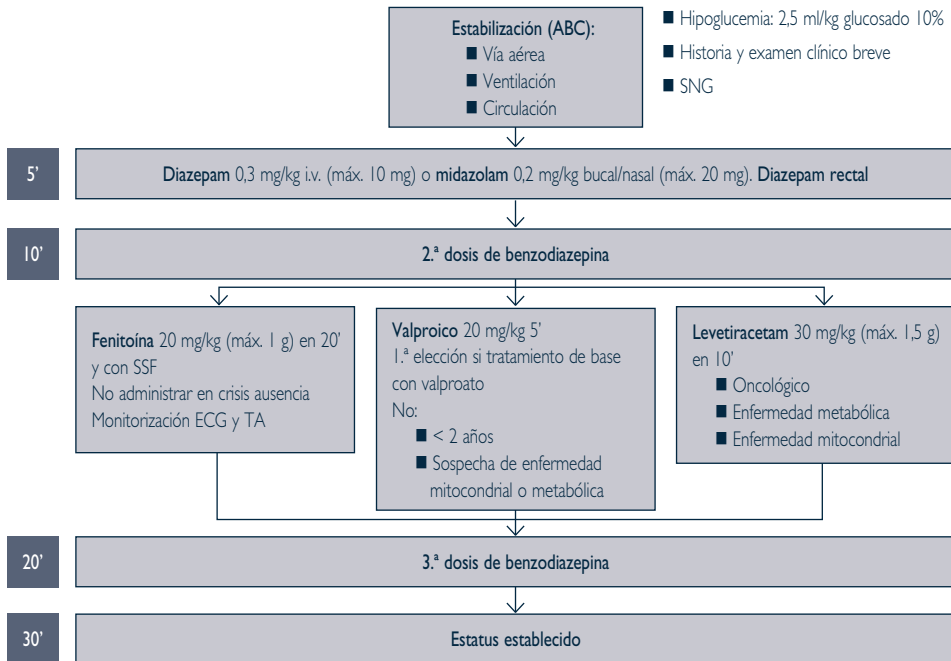 Estabilización (ABC):
■ Vía aérea
■ Ventilación
■ Circulación
■ Hipoglucemia: 2,5 ml/kg glucosado 10%
■ Historia y examen clínico breve
■ SNG
5’
Diazepam 0,3 mg/kg i.v. (máx. 10 mg) o midazolam 0,2 mg/kg bucal/nasal (máx. 20 mg). Diazepam rectal
10’
2.ª dosis de benzodiazepina
Fenitoína 20 mg/kg (máx. 1 g) en 20’
y con SSF
No administrar en crisis ausencia
Monitorización ECG y TA
Valproico 20 mg/kg 5’
1.ª elección si tratamiento de base
con valproato
No:
■ < 2 años
■ Sospecha de enfermedad
mitocondrial o metabólica
Levetiracetam 30 mg/kg (máx. 1,5 g)
en 10’
■ Oncológico
■ Enfermedad metabólica
■ Enfermedad mitocondrial
20’
3.ª dosis de benzodiazepina
30’
Estatus establecido